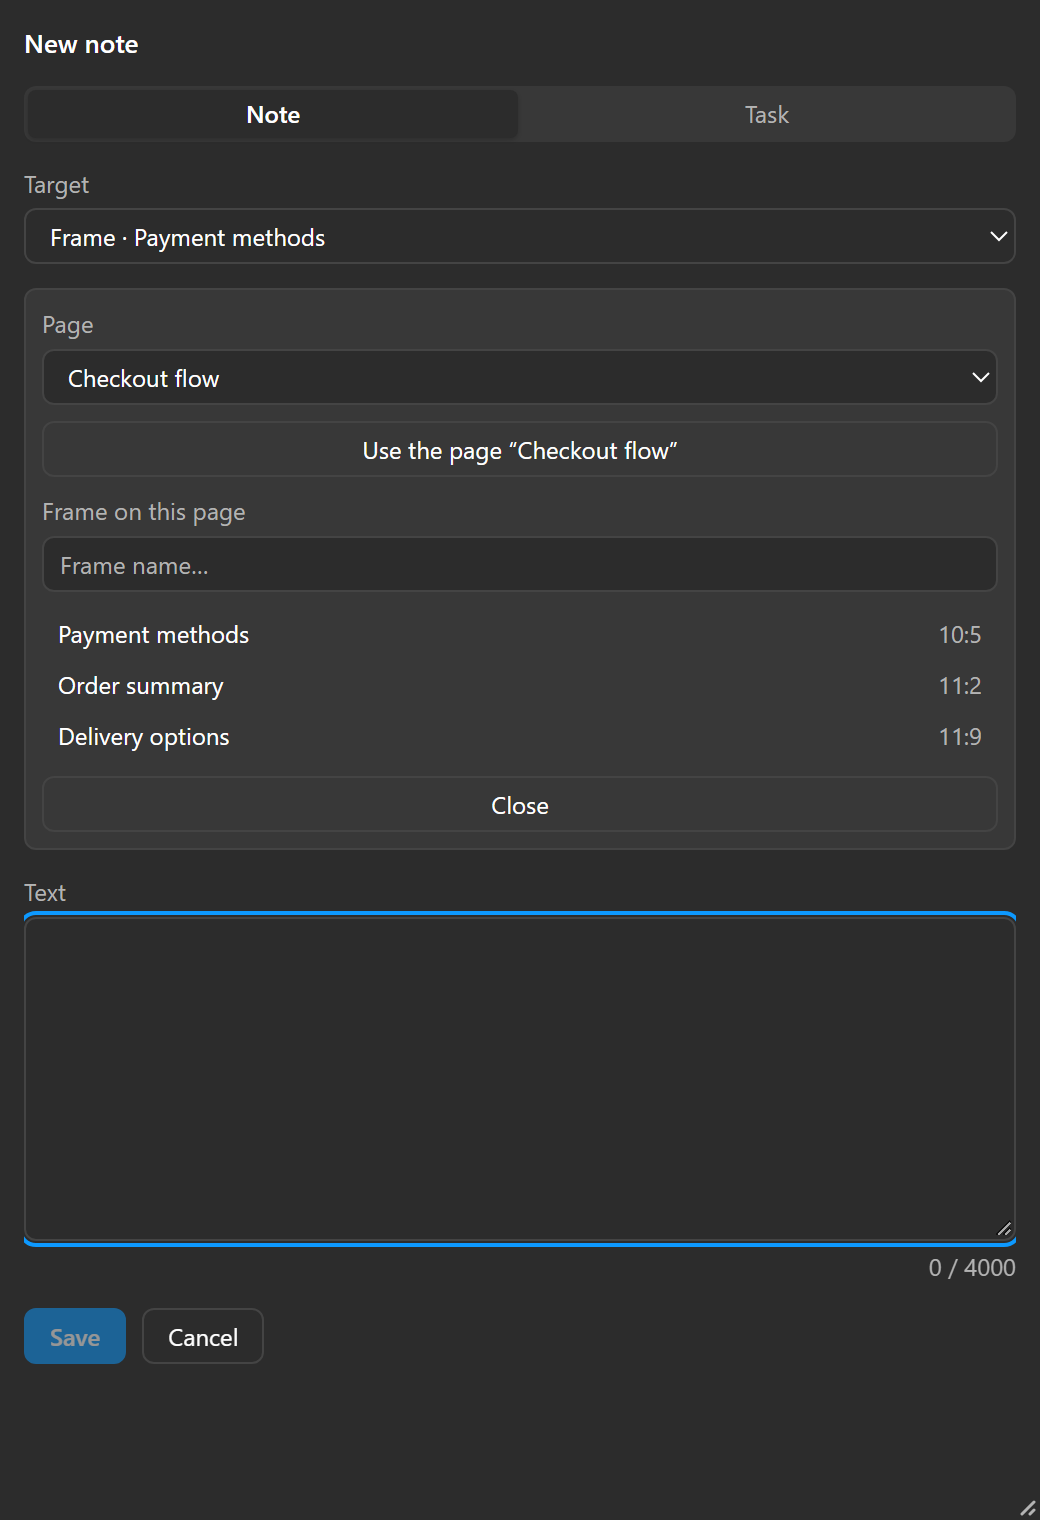 New note
Note
Task
Target
Frame · Payment methods
Page
Checkout flow
Use the page “Checkout flow”
Frame on this page
Frame name...
Payment methods 10:5
Order summary 11:2
Delivery options 11:9
Close
Text
0 / 4000
Save
Cancel